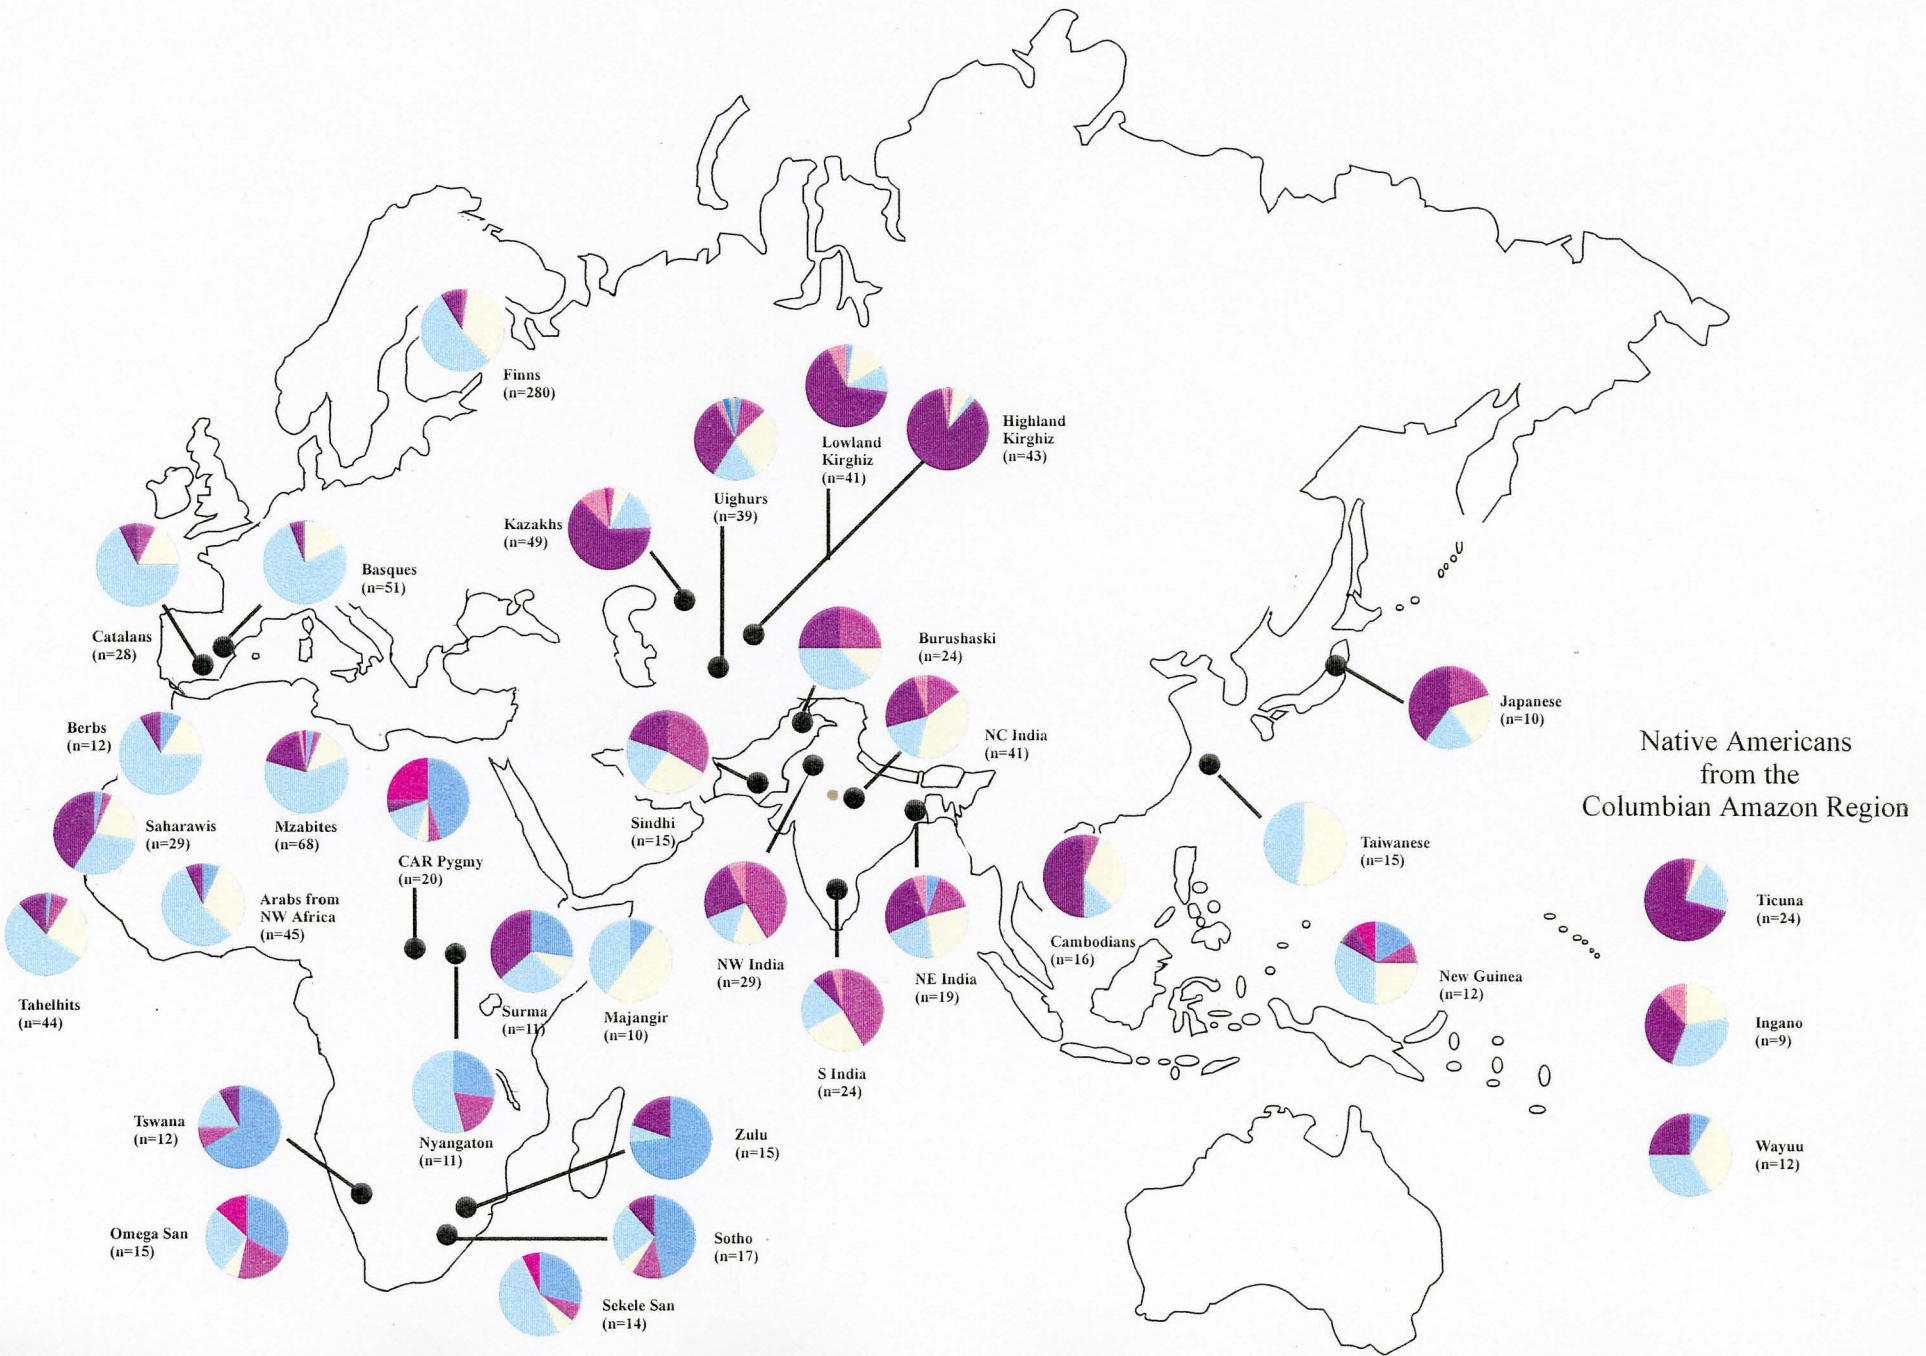 Finns
(n=280)
Lowland
Kirghiz
(n=41)
Highland
Kirghiz
(n=43)
Uighurs
(n=39)
Kazakhs
(n=49)
Basques
(n=51)
Catalans
(n=28)
Burushaski
(n=24)
Berbs
(n=12)
NC India
(n=41)
Japanese
(n=10)
Native Americans
from the
Columbian Amazon Region
Saharawis
(n=29)
Mzabites
(n=68)
Sindhi
(n=15)
CAR Pygmy
(n=20)
Taiwanese
(n=15)
Arabs from
NW Africa
(n=45)
Ticuna
(n=24)
Cambodians
(n=16)
NW India
(n=29)
NE India
(n=19)
New Guinea
(n=12)
Tahelhits
(n=44)
Surma
(n=11)
Majangir
(n=10)
Ingano
(n=9)
S India
(n=24)
Tswana
(n=12)
Nyangaton
(n=11)
Zulu
(n=15)
Wayuu
(n=12)
Omega San
(n=15)
Sotho
(n=17)
Sekele San
(n=14)